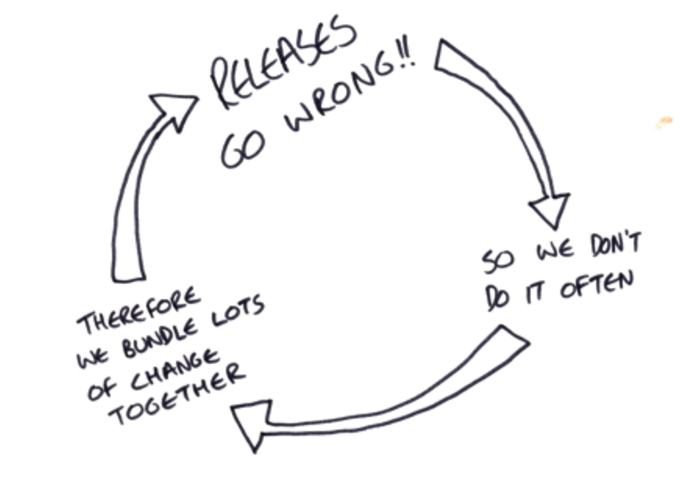 RELEASES
GO WRONG!!
SO WE DON'T
DO IT OFTEN
THEREFORE
WE BUNDLE LOTS
OF CHANGE
TOGETHER